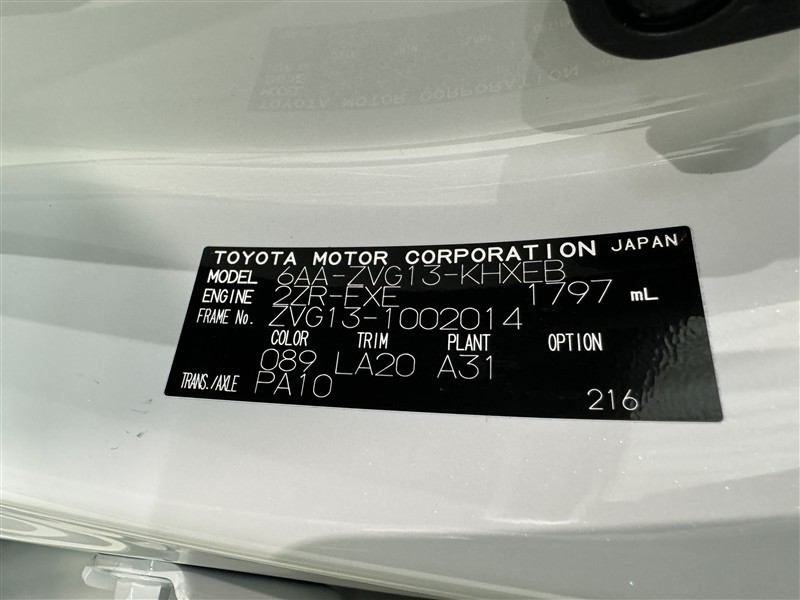 TOYOTA MOTOR CORPORATION JAPAN
MODEL 6AA-ZVG13-KHXEB
ENGINE 2ZR-EXE 1797 mL
FRAME No. ZVG13-1002014
COLOR TRIM PLANT OPTION
089 LA20 A31
TRANS./AXLE PA10
216